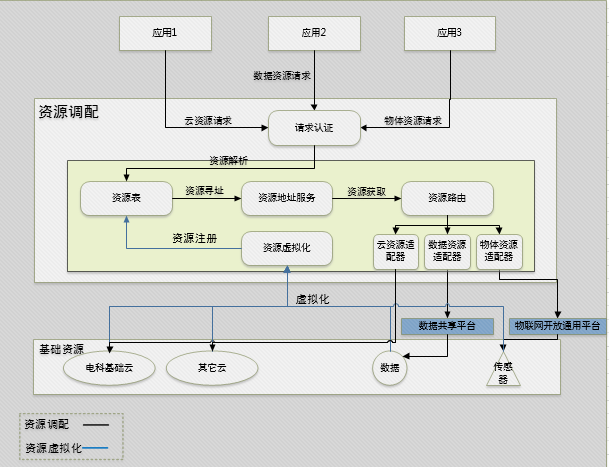 应用1
应用2
应用3
数据资源请求
资源调配
云资源请求
请求认证
物体资源请求
资源解析
资源表
资源寻址
资源地址服务
资源获取
资源路由
资源注册
资源虚拟化
云资源适
配器
数据资源
适配器
物体资源
适配器
虚拟化
数据共享平台
物联网开放通用平台
基础资源
电科基础云
其它云
数据
传感
器
资源调配
资源虚拟化